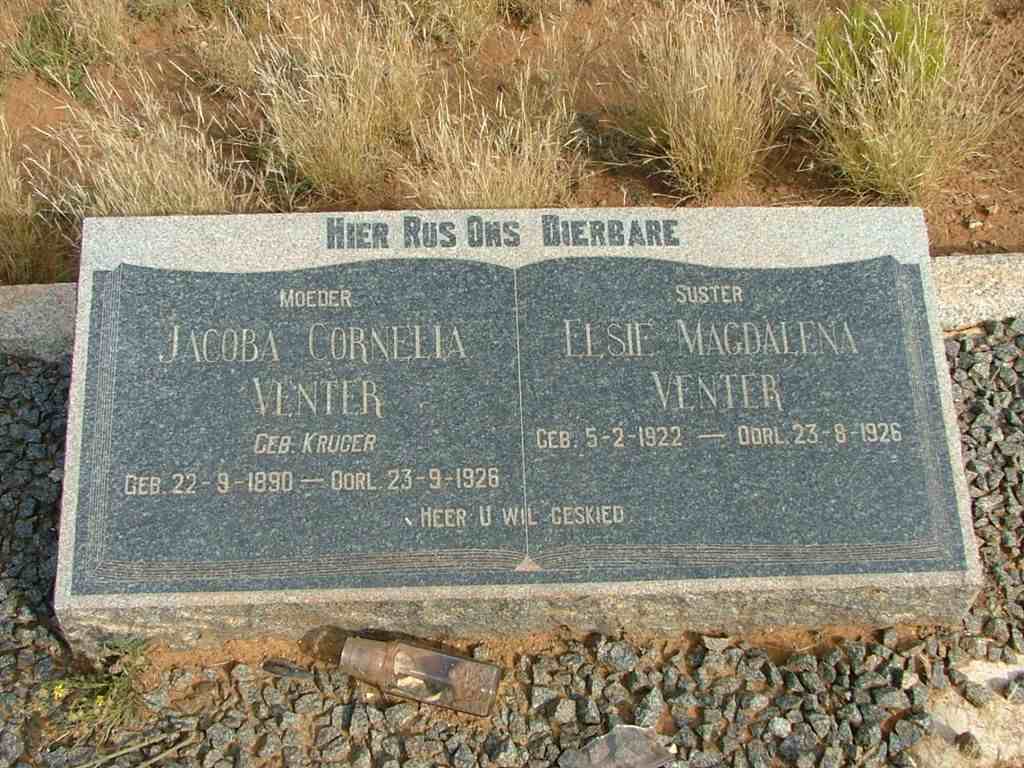 HIER RUS ONS DIERBARE
MOEDER
JACOBA CORNELIA
VENTER
GEB. KRUGER
GEB. 22-9-1890 — OORL. 23-9-1926
SUSTER
ELSIE MAGDALENA
VENTER
GEB. 5-2-1922 — OORL. 23-8-1926
HEER U WIL GESKIED